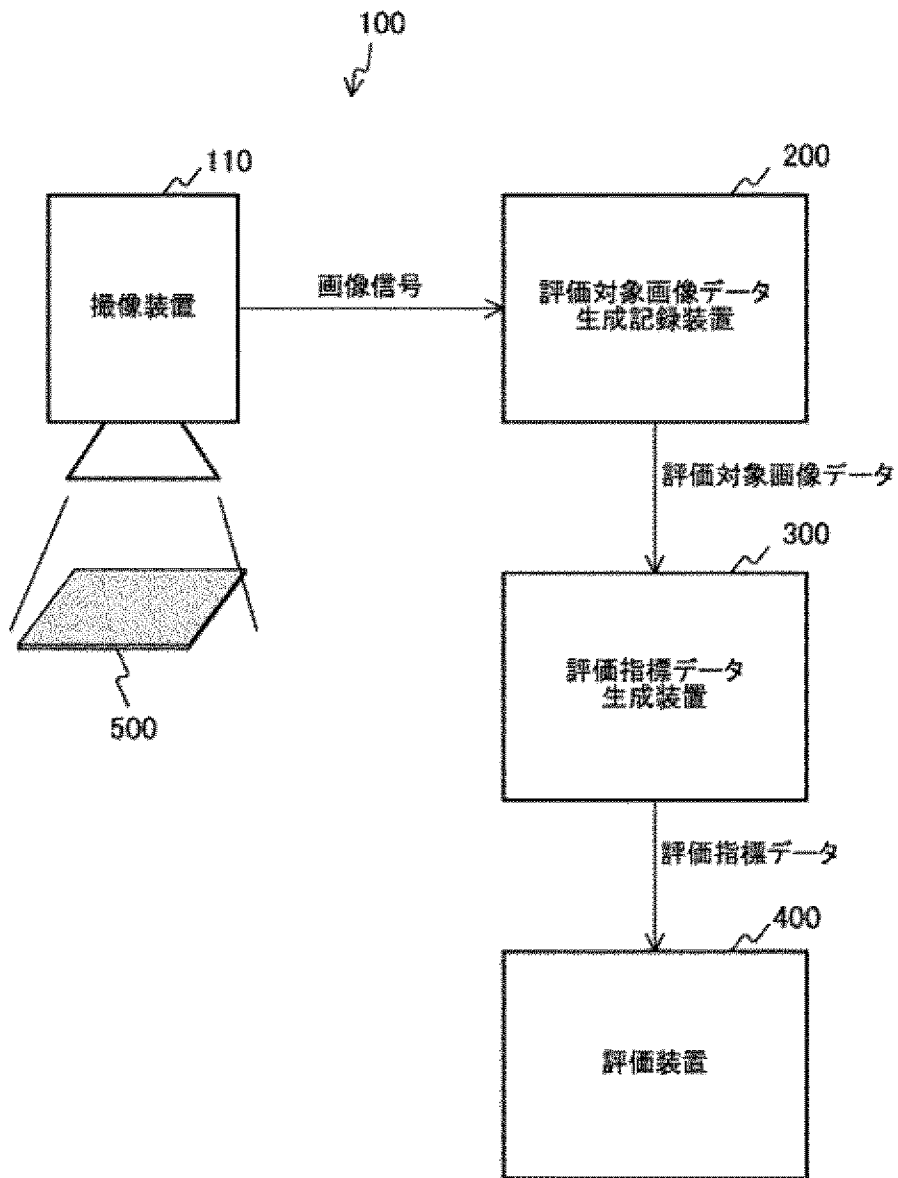 100
110
200
撮像装置
画像信号
評価対象画像データ
生成記録装置
評価対象画像データ
300
評価指標データ
生成装置
500
評価指標データ
400
評価装置